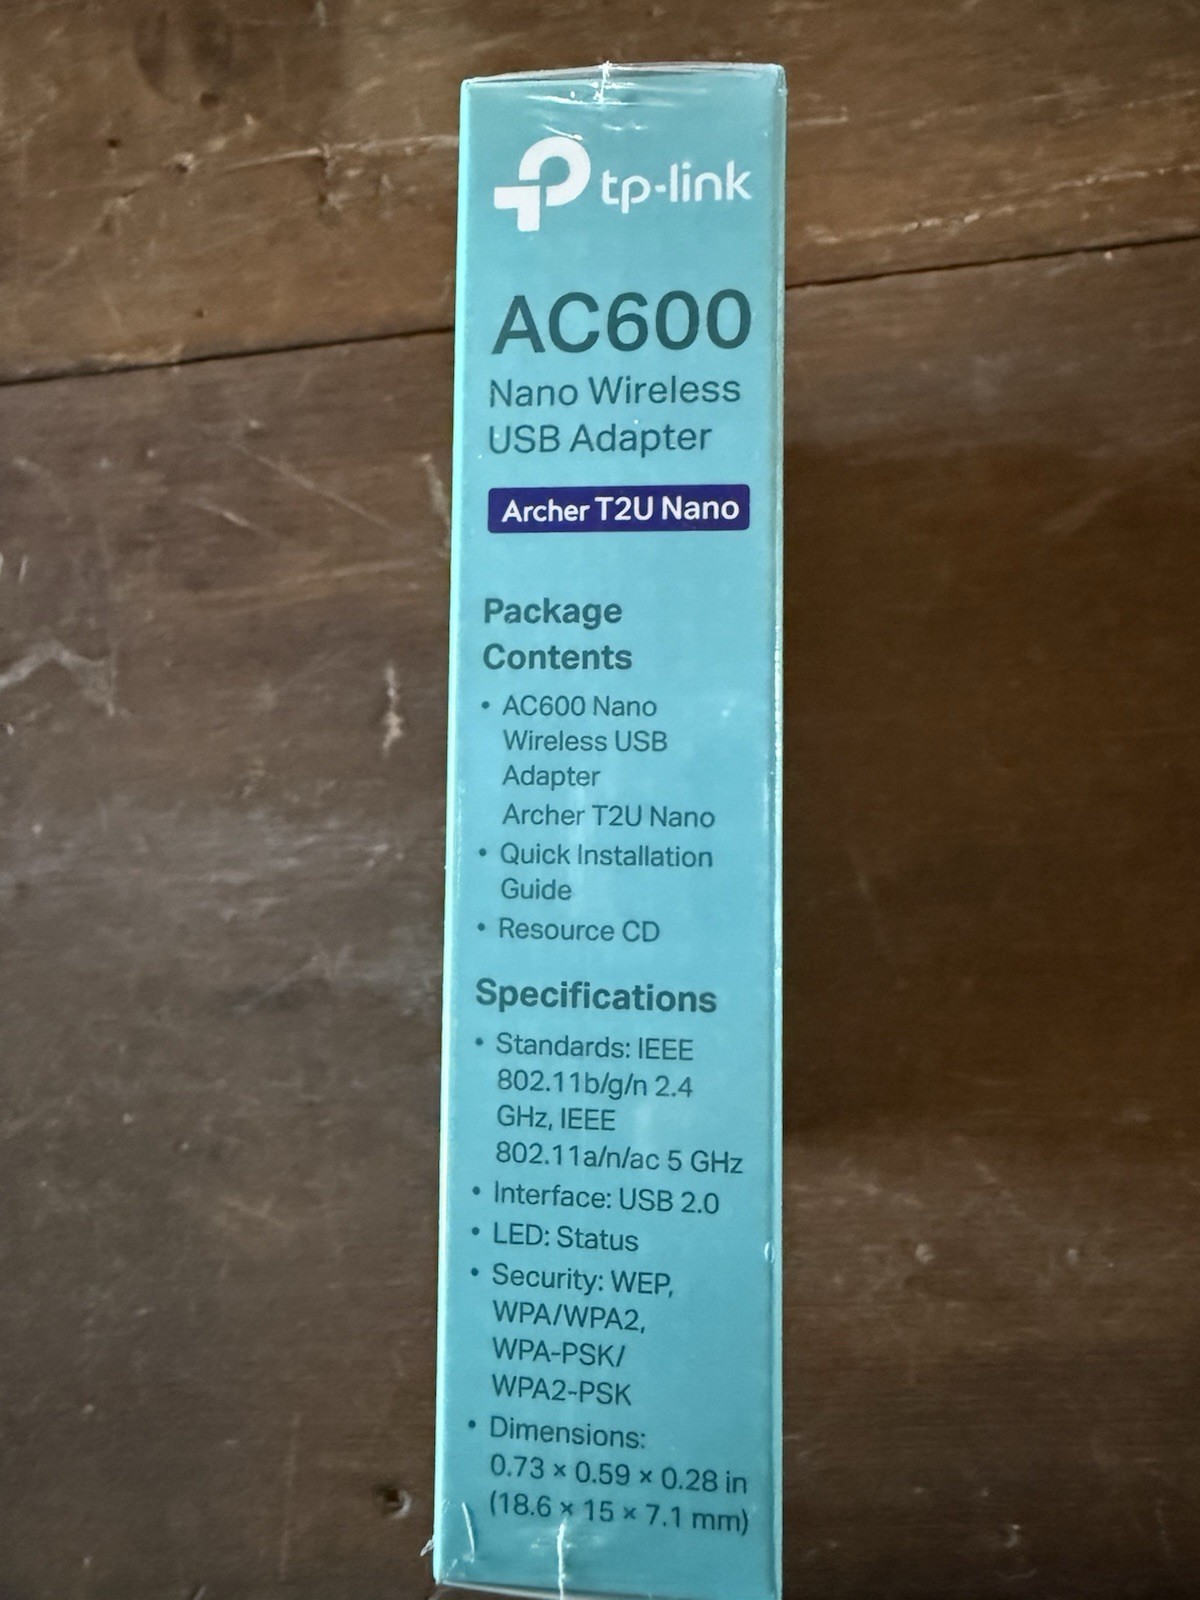 tp-link
AC600
Nano Wireless
USB Adapter
Archer T2U Nano
Package
Contents
• AC600 Nano
Wireless USB
Adapter
Archer T2U Nano
• Quick Installation
Guide
• Resource CD
Specifications
• Standards: IEEE
802.11b/g/n 2.4
GHz, IEEE
802.11a/n/ac 5 GHz
• Interface: USB 2.0
• LED: Status
• Security: WEP,
WPA/WPA2,
WPA-PSK/
WPA2-PSK
• Dimensions:
0.73 × 0.59 × 0.28 in
(18.6 × 15 × 7.1 mm)